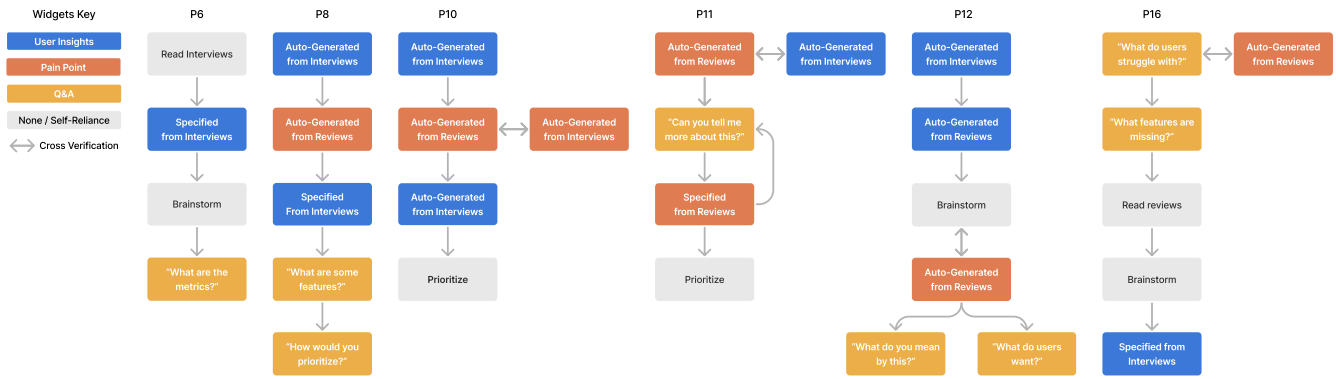 Widgets Key
User Insights
Pain Point
Q&A
None / Self-Reliance
Cross Verification
P6
Read Interviews
Specified
from Interviews
Brainstorm
“What are the
metrics?”
P8
Auto-Generated
from Interviews
Auto-Generated
from Reviews
Specified
From Interviews
“What are some
features?”
“How would you
prioritize?”
P10
Auto-Generated
from Interviews
Auto-Generated
from Reviews
Auto-Generated
from Interviews
Auto-Generated
from Interviews
Prioritize
P11
Auto-Generated
from Reviews
Auto-Generated
from Interviews
“Can you tell me
more about this?”
Specified
from Reviews
Prioritize
P12
Auto-Generated
from Interviews
Auto-Generated
from Reviews
Brainstorm
Auto-Generated
from Reviews
“What do you mean
by this?”
“What do users
want?”
P16
“What do users
struggle with?”
Auto-Generated
from Reviews
“What features are
missing?”
Read reviews
Brainstorm
Specified from
Interviews